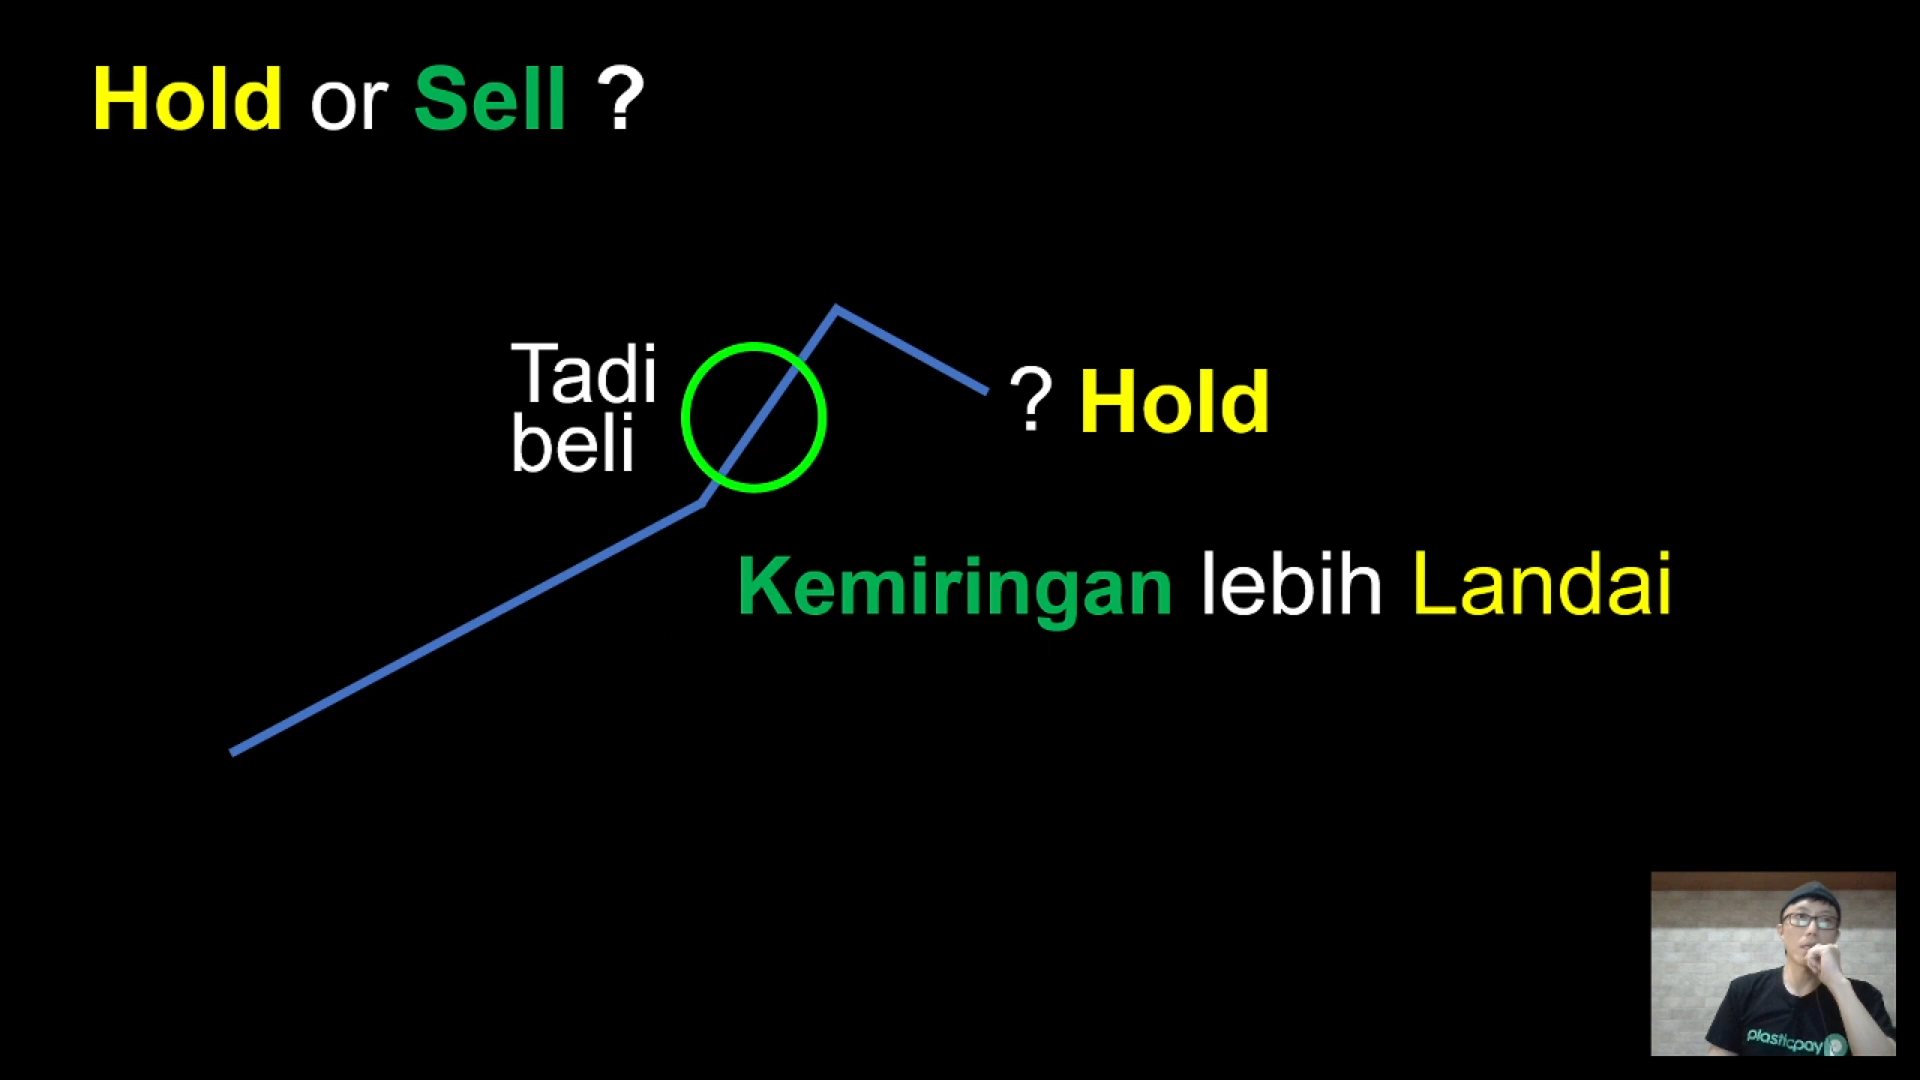 Hold or Sell ?
Tadi
beli
? Hold
Kemiringan lebih Landai
plasticpay